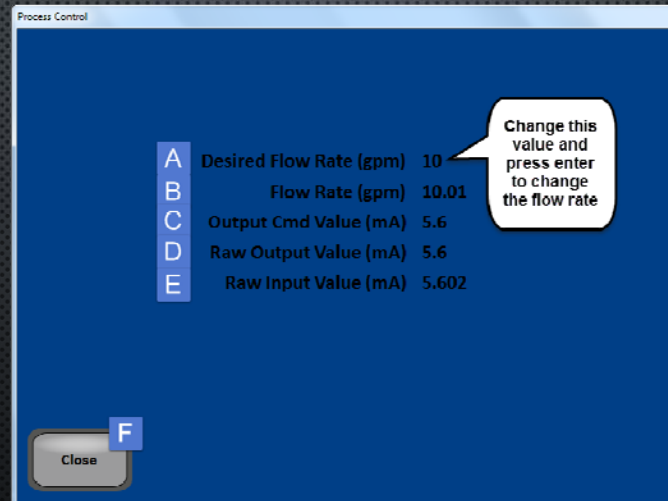 Process Control
A Desired Flow Rate (gpm) 10
B Flow Rate (gpm) 10.01
C Output Cmd Value (mA) 5.6
D Raw Output Value (mA) 5.6
E Raw Input Value (mA) 5.602
Change this
value and
press enter
to change
the flow rate
F
Close